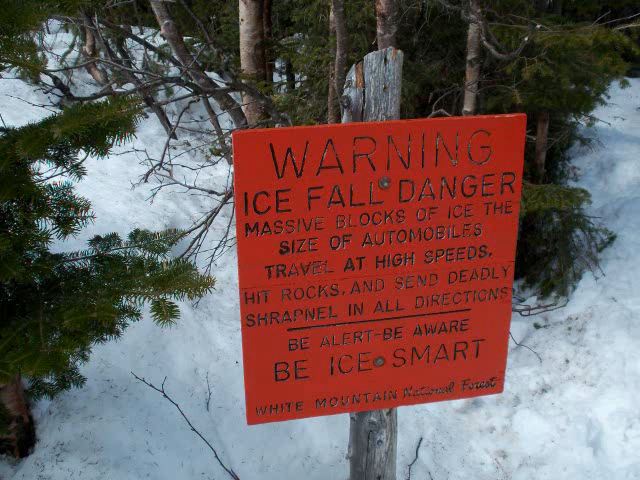 WARNING
ICE FALL DANGER
MASSIVE BLOCKS OF ICE THE
SIZE OF AUTOMOBILES
TRAVEL AT HIGH SPEEDS,
HIT ROCKS, AND SEND DEADLY
SHRAPNEL IN ALL DIRECTIONS
BE ALERT-BE AWARE
BE ICE SMART
WHITE MOUNTAIN National Forest